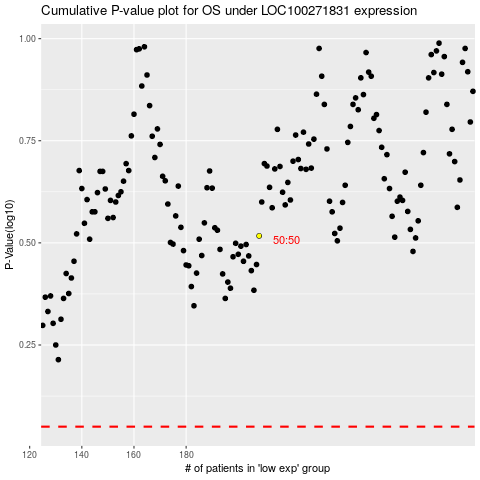 Cumulative P-value plot for OS under LOC100271831 expression
1.00
0.75
0.50
0.25
P-Value(log10)
50:50
120 140 160 180
# of patients in 'low exp' group